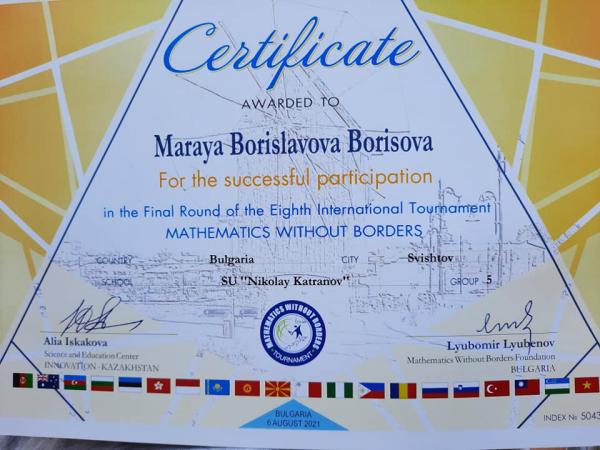 Certificate
AWARDED TO
Maraya Borislavova Borisova
For the successful participation
in the Final Round of the Eighth International Tournament
MATHEMATICS WITHOUT BORDERS
COUNTRY Bulgaria CITY Svishtov
SCHOOL SU "Nikolay Katranov" GROUP 5
Alia Iskakova
Science and Education Center
INNOVATION - KAZAKHSTAN
MATHEMATICS WITHOUT BORDERS
TOURNAMENT
Lyubomir Lyubenov
Mathematics Without Borders Foundation
BULGARIA
BULGARIA
6 AUGUST 2021
INDEX № 5043